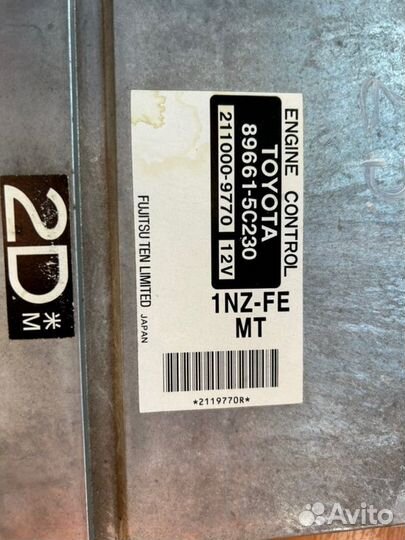 ENGINE CONTROL
TOYOTA
89661-5C230
211000-9770 12V
FUJITSU TEN LIMITED JAPAN
1NZ-FE
MT
*2119770R*
2D*
M
Avito